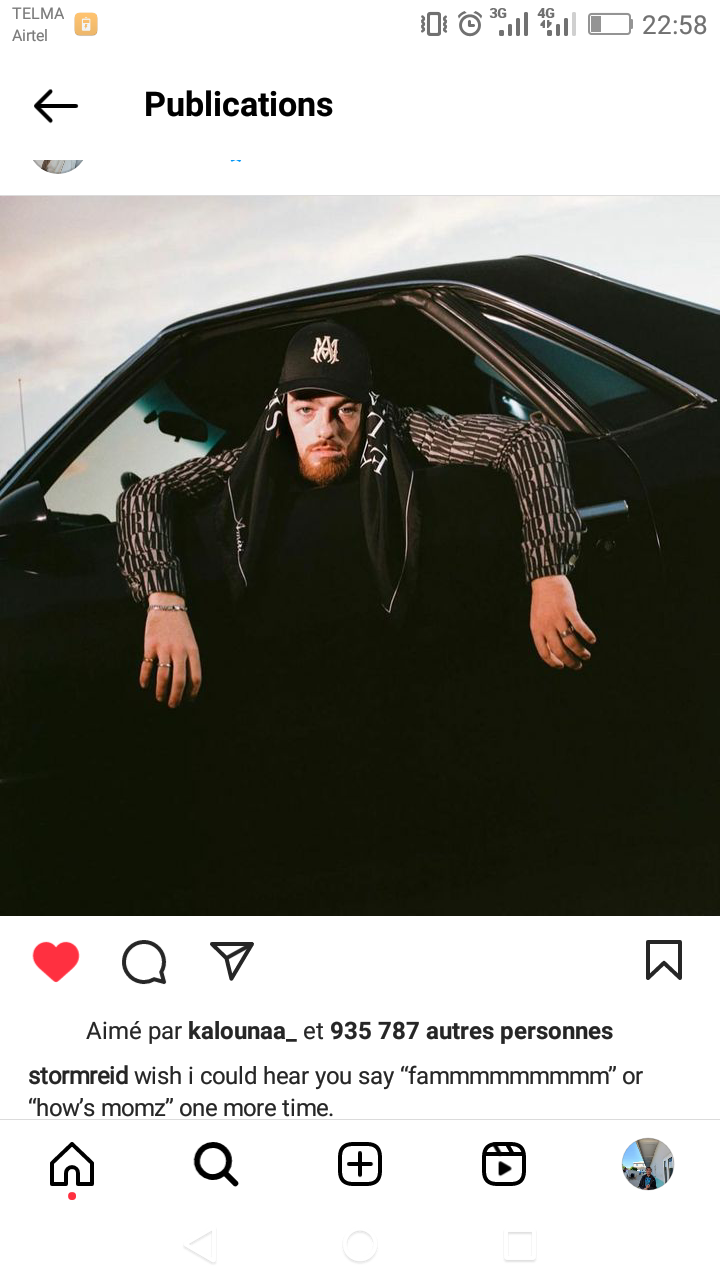 TELMA
Airtel
3G
4G
22:58
Publications
Aimé par kalounaa_ et 935 787 autres personnes
stormreid wish i could hear you say “fammmmmmmmm” or
“how’s momz” one more time.